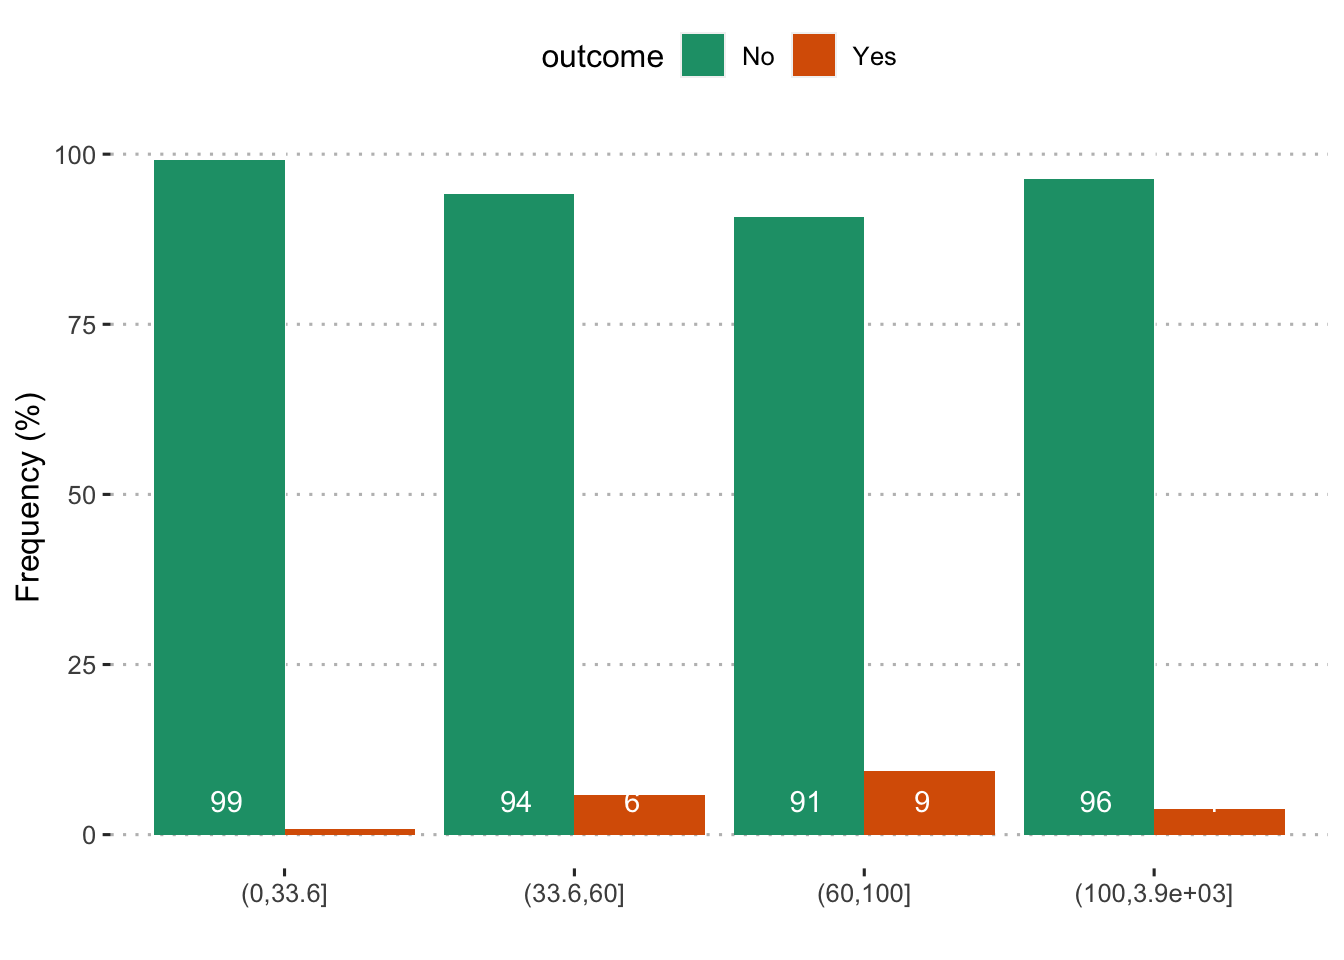 outcome No Yes
Frequency (%)
100
75
50
25
0
99 94 6 91 9 96
(0,33.6] (33.6,60] (60,100] (100,3.9e+03]